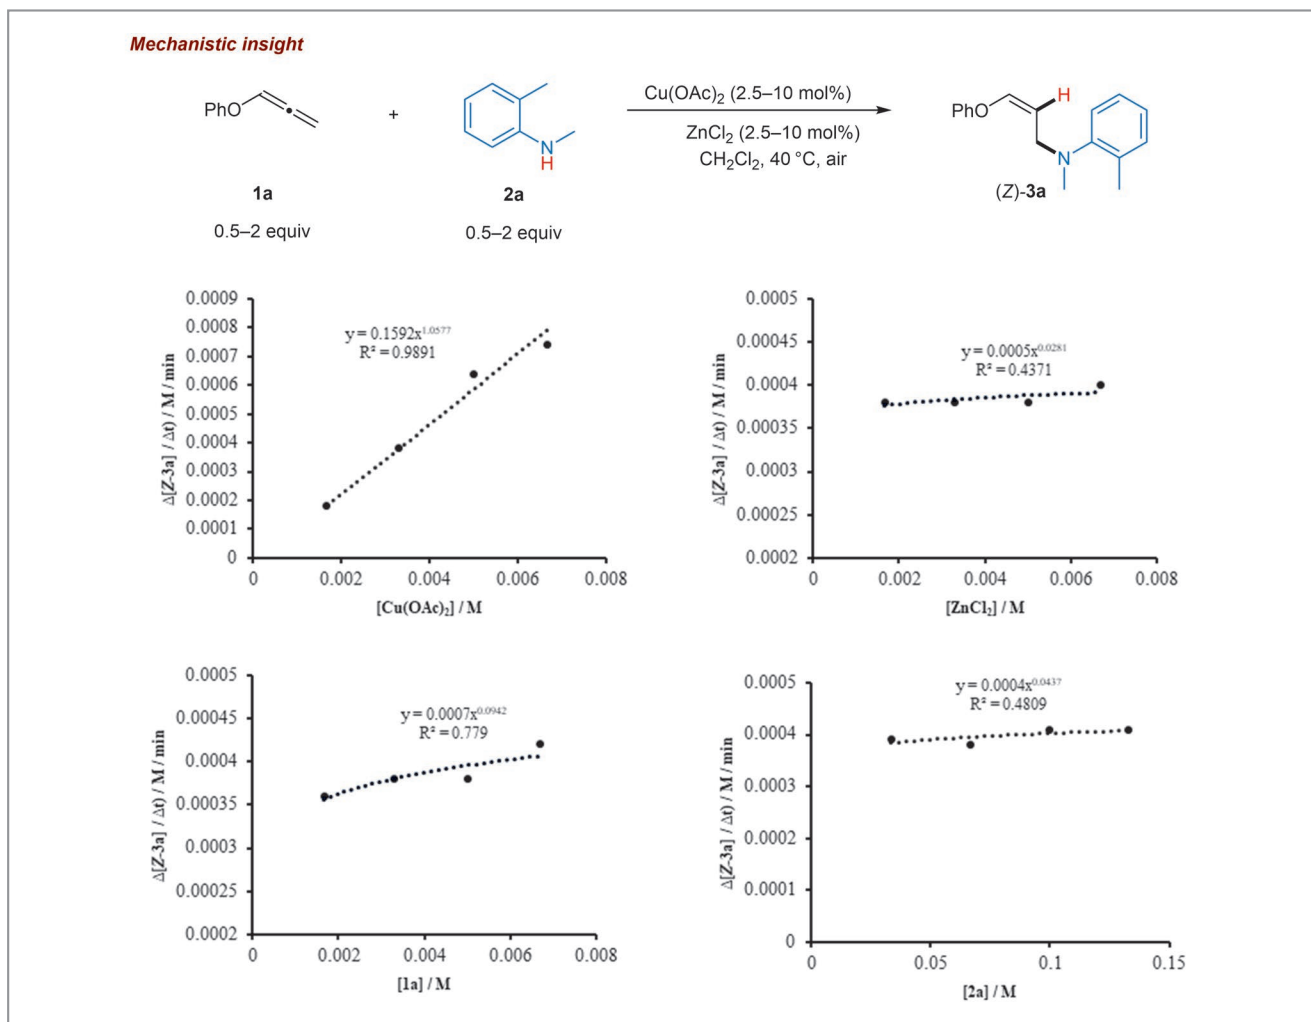 Mechanistic insight
PhO
+
N
H
Cu(OAc)₂ (2.5–10 mol%)
ZnCl₂ (2.5–10 mol%)
CH₂Cl₂, 40 °C, air
PhO
H
N
1a
2a
(Z)-3a
0.5–2 equiv
0.5–2 equiv
0.0009
0.0008
0.0007
0.0006
0.0005
0.0004
0.0003
0.0002
0.0001
0
Δ[Z-3a] / Δt) / M / min
y = 0.1592x¹·⁰⁵⁷⁷
R² = 0.9891
0 0.002 0.004 0.006 0.008
[Cu(OAc)₂] / M
0.0005
0.00045
0.0004
0.00035
0.0003
0.00025
0.0002
Δ[Z-3a] / Δt) / M / min
y = 0.0005x⁰·⁰²⁸¹
R² = 0.4371
0 0.002 0.004 0.006 0.008
[ZnCl₂] / M
0.0005
0.00045
0.0004
0.00035
0.0003
0.00025
0.0002
Δ[Z-3a] / Δt) / M / min
y = 0.0007x⁰·⁰⁹⁴²
R² = 0.779
0 0.002 0.004 0.006 0.008
[1a] / M
0.0005
0.0004
0.0003
0.0002
0.0001
0
Δ[Z-3a] / Δt) / M / min
y = 0.0004x⁰·⁰⁴³⁷
R² = 0.4809
0 0.05 0.1 0.15
[2a] / M